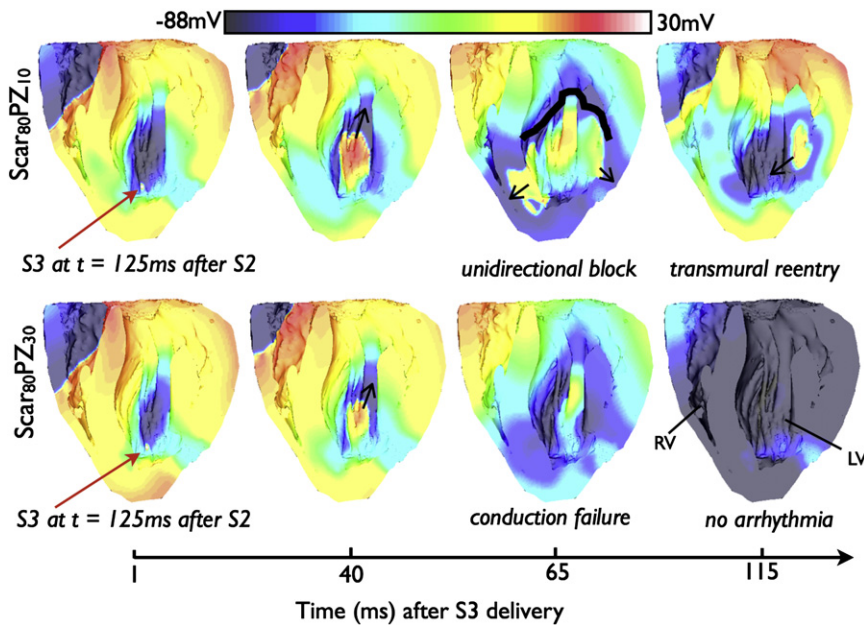 -88mV 30mV
Scar₈₀PZ₁₀
S3 at t = 125ms after S2
unidirectional block
transmural reentry
Scar₈₀PZ₃₀
RV
LV
S3 at t = 125ms after S2
conduction failure
no arrhythmia
1 40 65 115
Time (ms) after S3 delivery